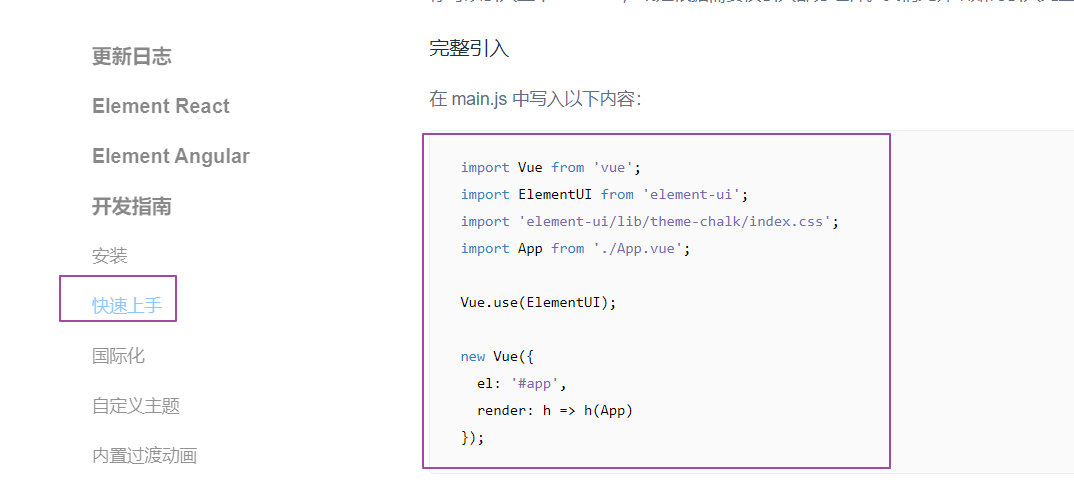 更新日志
Element React
Element Angular
开发指南
安装
快速上手
国际化
自定义主题
内置过渡动画
完整引入
在 main.js 中写入以下内容：
import Vue from 'vue';
import ElementUI from 'element-ui';
import 'element-ui/lib/theme-chalk/index.css';
import App from './App.vue';
Vue.use(ElementUI);
new Vue({
  el: '#app',
  render: h => h(App)
});